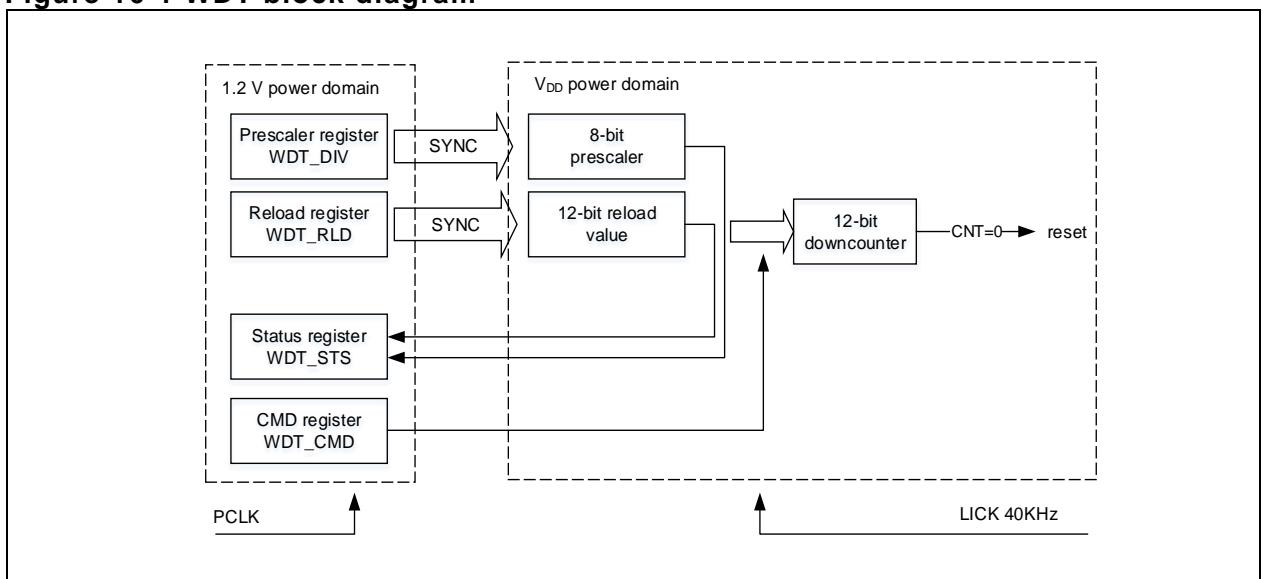 1.2 V power domain
VDD power domain
Prescaler register
WDT_DIV
SYNC
8-bit
prescaler
Reload register
WDT_RLD
SYNC
12-bit reload
value
12-bit
downcounter
CNT=0
reset
Status register
WDT_STS
CMD register
WDT_CMD
PCLK
LICK 40KHz